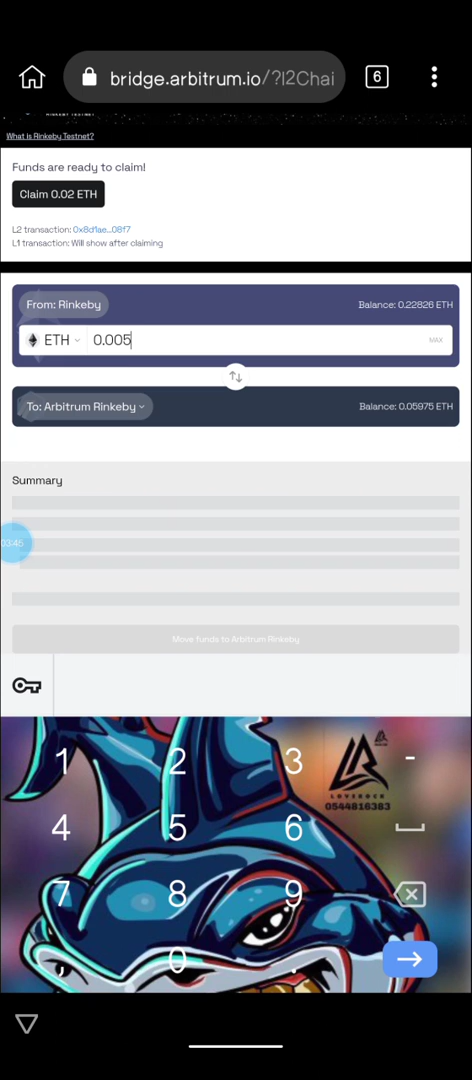 bridge.arbitrum.io/?l2Chai
6
What is Rinkeby Testnet?
Funds are ready to claim!
Claim 0.02 ETH
L2 transaction: 0x8d1ae...08f7
L1 transaction: Will show after claiming
From: Rinkeby
Balance: 0.22826 ETH
ETH 0.005 MAX
To: Arbitrum Rinkeby
Balance: 0.05975 ETH
Summary
03:45
Move funds to Arbitrum Rinkeby
1 2 3 -
LOVEROCK
0544816383
4 5 6
7 8 9
, 0 .